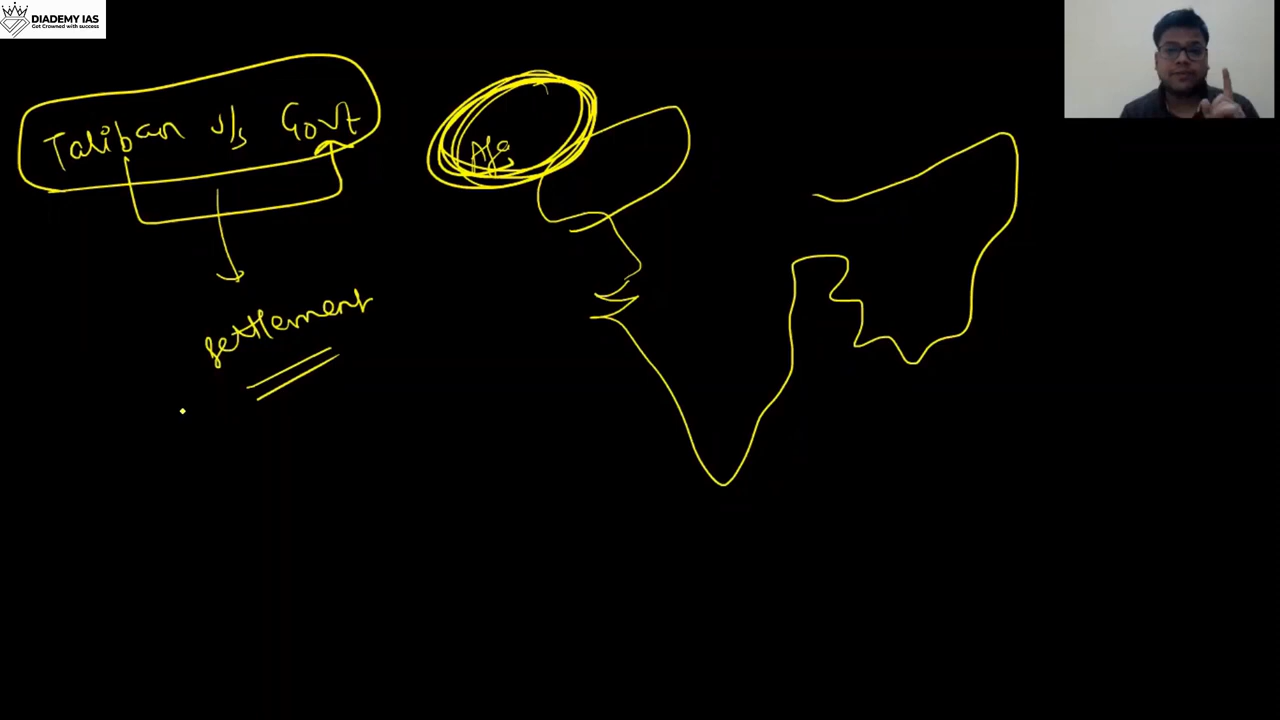 DIADEMY IAS
Get Crowned with success
Taliban v/s Govt
Afg
settlement